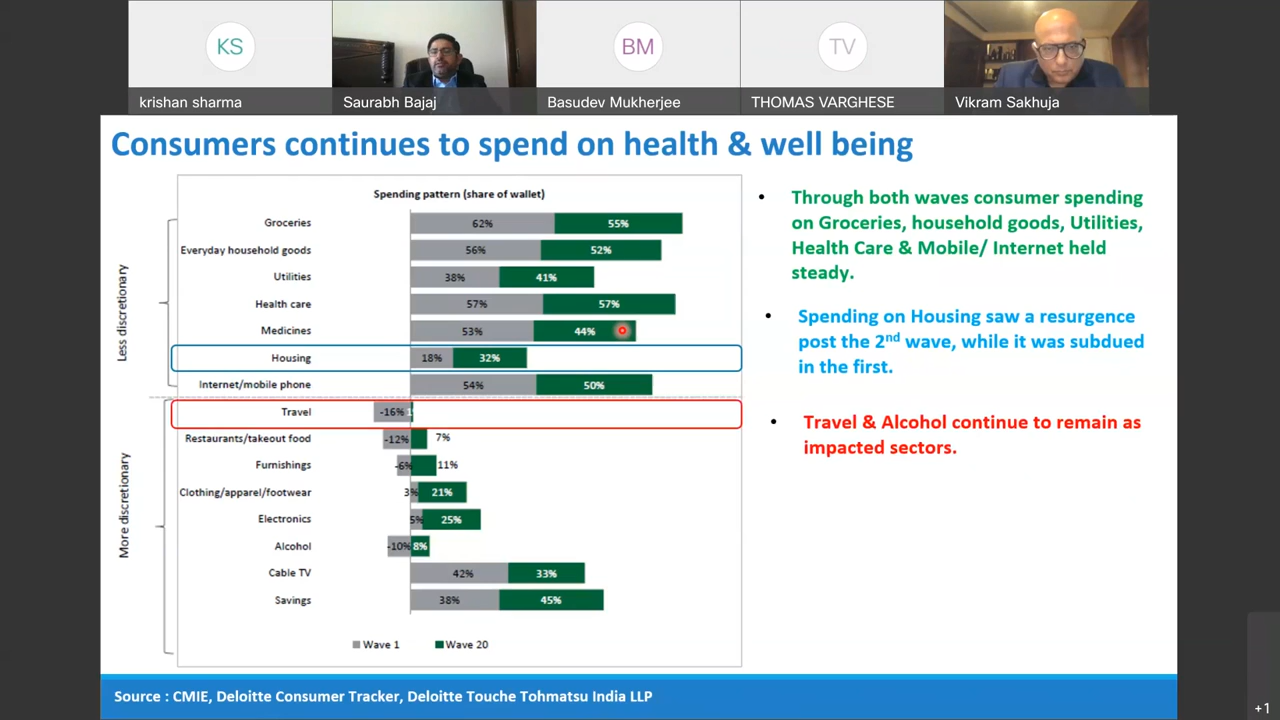 KS
BM
TV
krishan sharma
Saurabh Bajaj
Basudev Mukherjee
THOMAS VARGHESE
Vikram Sakhuja
Consumers continues to spend on health & well being
Spending pattern (share of wallet)
Less discretionary
Groceries 62% 55%
Everyday household goods 56% 52%
Utilities 38% 41%
Health care 57% 57%
Medicines 53% 44%
Housing 18% 32%
Internet/mobile phone 54% 50%
More discretionary
Travel -16% 1
Restaurants/takeout food -12% 7%
Furnishings -6% 11%
Clothing/apparel/footwear 3% 21%
Electronics 5% 25%
Alcohol -10% 8%
Cable TV 42% 33%
Savings 38% 45%
Wave 1 Wave 20
• Through both waves consumer spending
on Groceries, household goods, Utilities,
Health Care & Mobile/ Internet held
steady.
• Spending on Housing saw a resurgence
post the 2nd wave, while it was subdued
in the first.
• Travel & Alcohol continue to remain as
impacted sectors.
Source : CMIE, Deloitte Consumer Tracker, Deloitte Touche Tohmatsu India LLP
+1